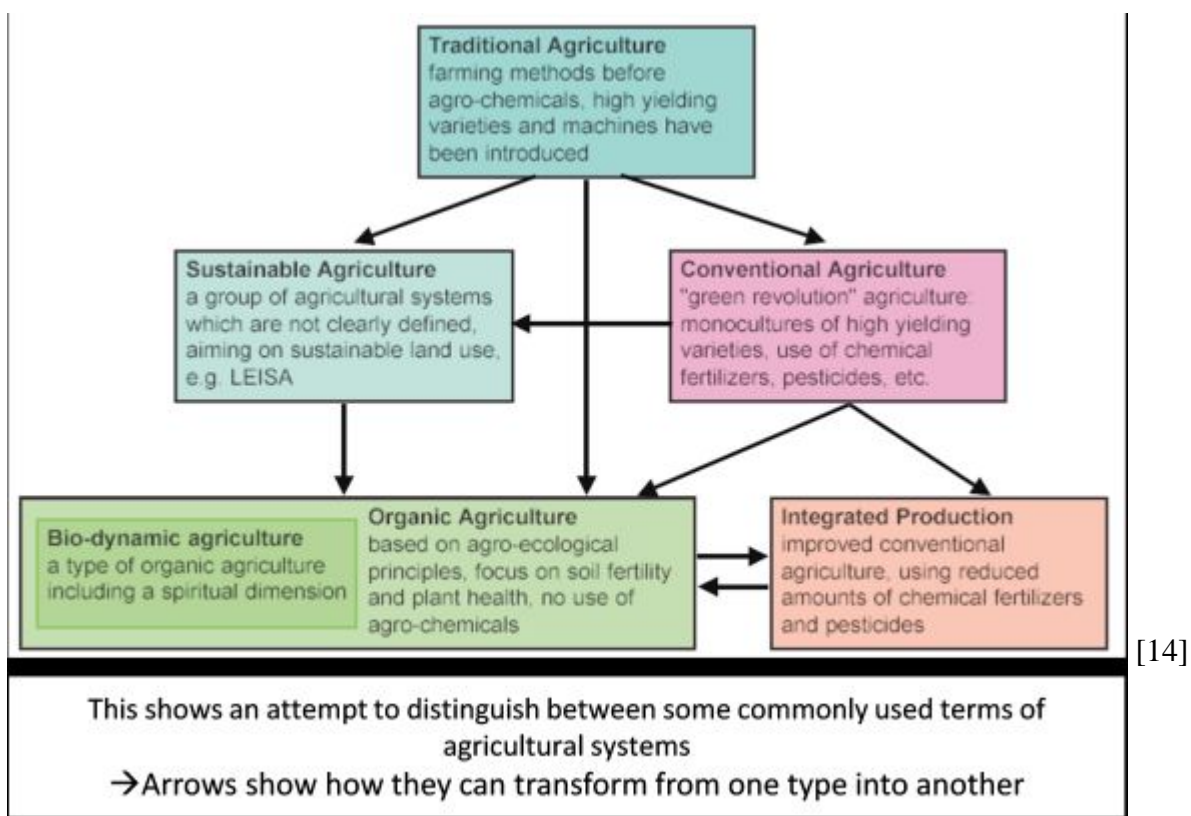 Traditional Agriculture
farming methods before
agro-chemicals, high yielding
varieties and machines have
been introduced
Sustainable Agriculture
a group of agricultural systems
which are not clearly defined,
aiming on sustainable land use,
e.g. LEISA
Conventional Agriculture
"green revolution" agriculture:
monocultures of high yielding
varieties, use of chemical
fertilizers, pesticides, etc.
Bio-dynamic agriculture
a type of organic agriculture
including a spiritual dimension
Organic Agriculture
based on agro-ecological
principles, focus on soil fertility
and plant health, no use of
agro-chemicals
Integrated Production
improved conventional
agriculture, using reduced
amounts of chemical fertilizers
and pesticides
[14]
This shows an attempt to distinguish between some commonly used terms of
agricultural systems
→Arrows show how they can transform from one type into another